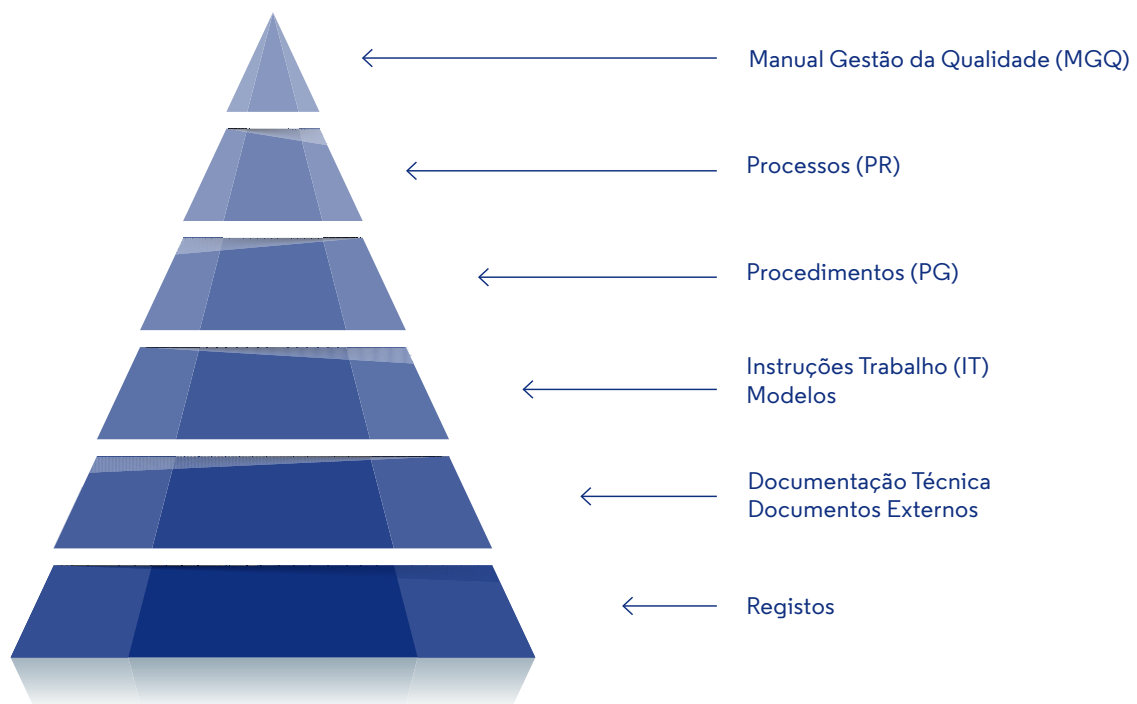 Manual Gestão da Qualidade (MGQ)
Processos (PR)
Procedimentos (PG)
Instruções Trabalho (IT)
Modelos
Documentação Técnica
Documentos Externos
Registos